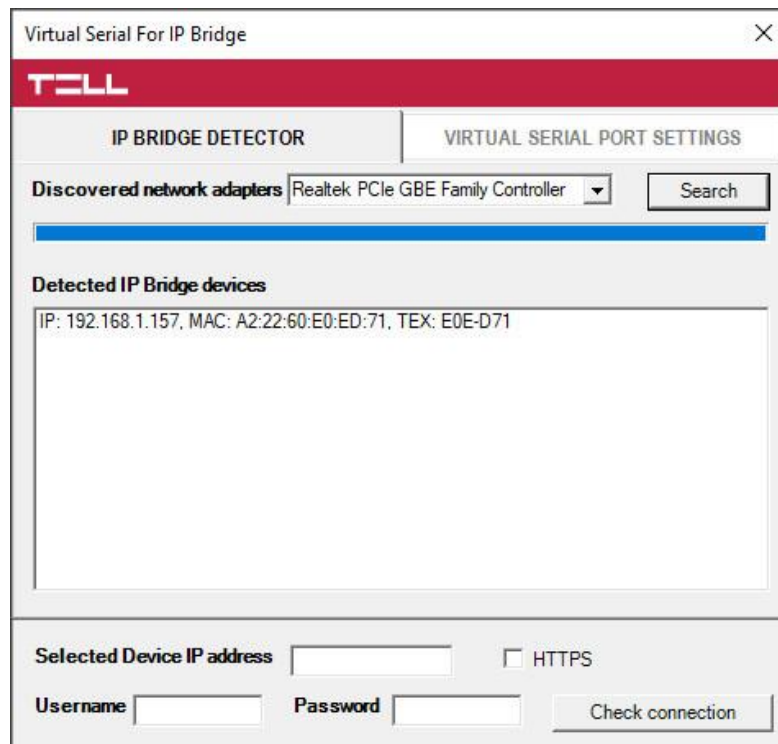 Virtual Serial For IP Bridge
TELL
IP BRIDGE DETECTOR
VIRTUAL SERIAL PORT SETTINGS
Discovered network adapters Realtek PCIe GBE Family Controller Search
Detected IP Bridge devices
IP: 192.168.1.157, MAC: A2:22:60:E0:ED:71, TEX: E0E-D71
Selected Device IP address HTTPS
Username Password Check connection